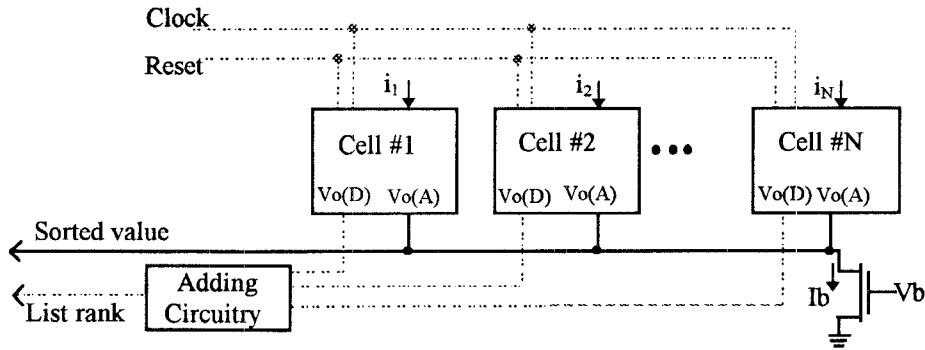 Clock
Reset
i1 i2 iN
Cell #1 Cell #2 Cell #N
Vo(D) Vo(A) Vo(D) Vo(A) Vo(D) Vo(A)
Sorted value
Adding
Circuitry
List rank
Ib
Vb